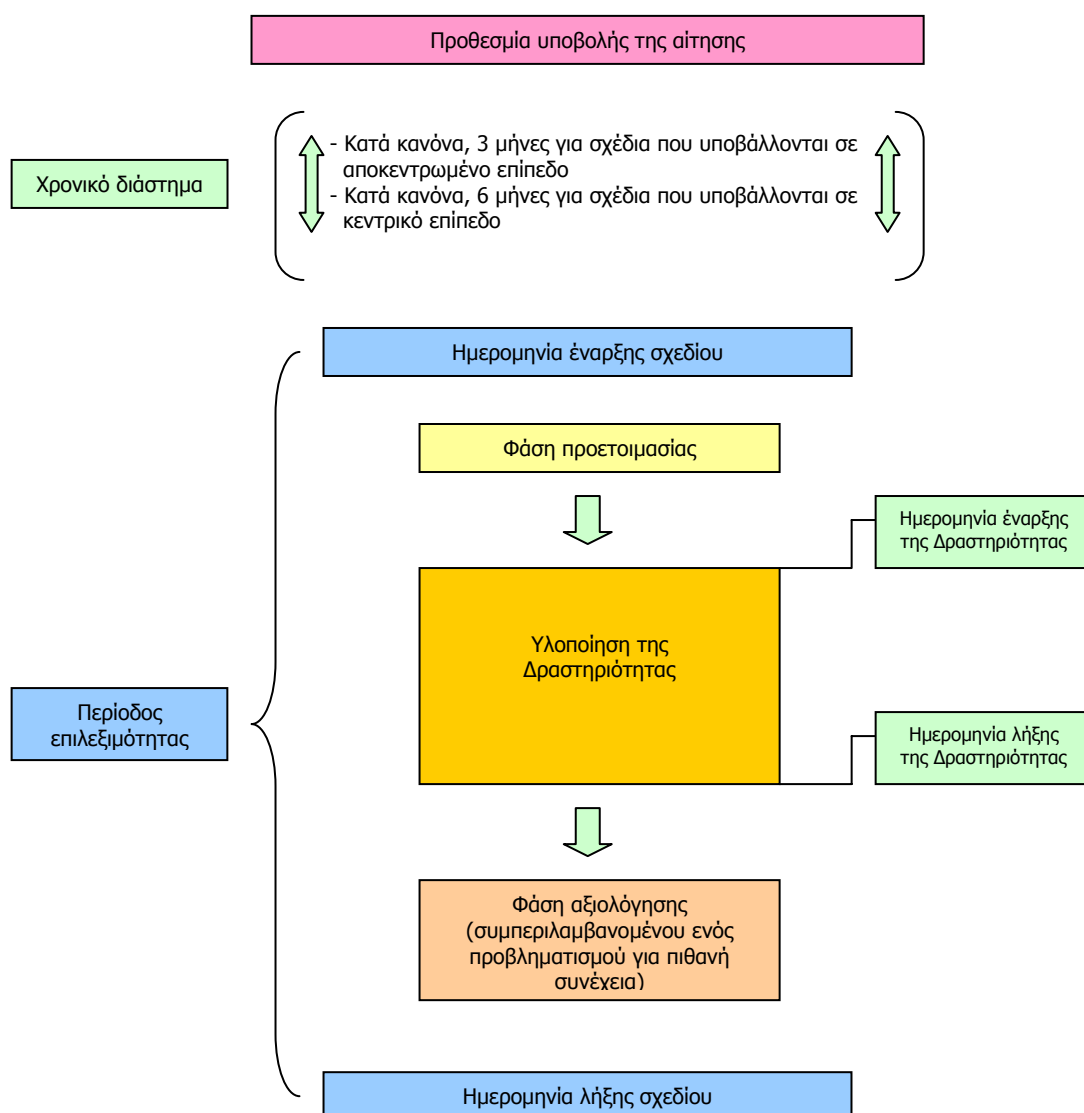 Προθεσμία υποβολής της αίτησης
Χρονικό διάστημα
- Κατά κανόνα, 3 μήνες για σχέδια που υποβάλλονται σε
αποκεντρωμένο επίπεδο
- Κατά κανόνα, 6 μήνες για σχέδια που υποβάλλονται σε
κεντρικό επίπεδο
Ημερομηνία έναρξης σχεδίου
Φάση προετοιμασίας
Ημερομηνία έναρξης
της Δραστηριότητας
Υλοποίηση της
Δραστηριότητας
Περίοδος
επιλεξιμότητας
Ημερομηνία λήξης
της Δραστηριότητας
Φάση αξιολόγησης
(συμπεριλαμβανομένου ενός
προβληματισμού για πιθανή
συνέχεια)
Ημερομηνία λήξης σχεδίου